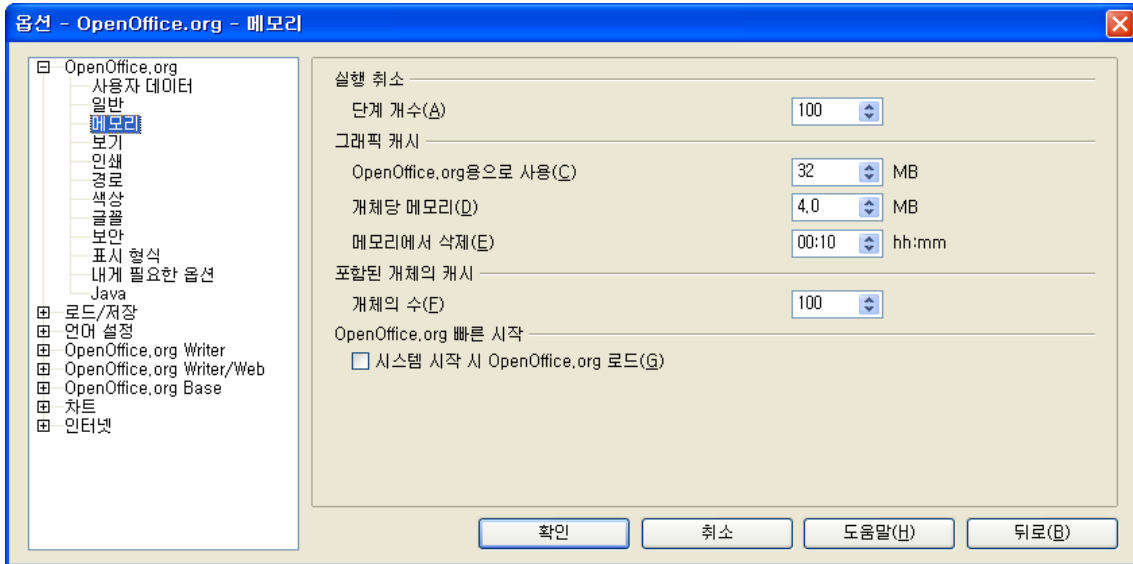 옵션 - OpenOffice.org - 메모리
OpenOffice.org
사용자 데이터
일반
메모리
보기
인쇄
경로
색상
글꼴
보안
표시 형식
내게 필요한 옵션
Java
로드/저장
언어 설정
OpenOffice.org Writer
OpenOffice.org Writer/Web
OpenOffice.org Base
차트
인터넷
실행 취소
단계 개수(A) 100
그래픽 캐시
OpenOffice.org용으로 사용(C) 32 MB
개체당 메모리(D) 4.0 MB
메모리에서 삭제(E) 00:10 hh:mm
포함된 개체의 캐시
개체의 수(F) 100
OpenOffice.org 빠른 시작
시스템 시작 시 OpenOffice.org 로드(G)
확인 취소 도움말(H) 뒤로(B)